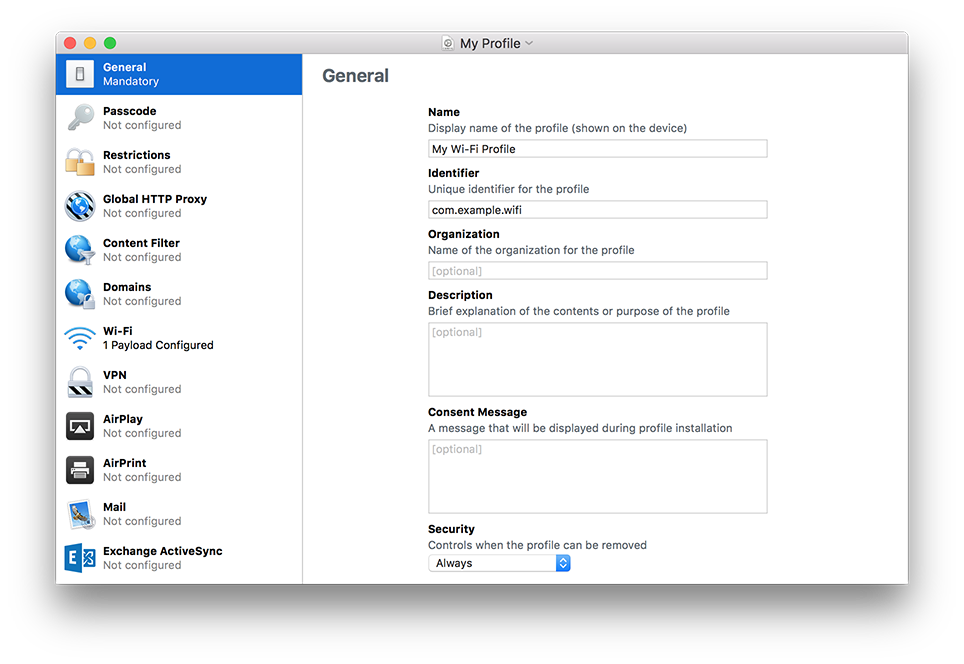 My Profile
General
Mandatory
Passcode
Not configured
Restrictions
Not configured
Global HTTP Proxy
Not configured
Content Filter
Not configured
Domains
Not configured
Wi-Fi
1 Payload Configured
VPN
Not configured
AirPlay
Not configured
AirPrint
Not configured
Mail
Not configured
Exchange ActiveSync
Not configured
General
Name
Display name of the profile (shown on the device)
My Wi-Fi Profile
Identifier
Unique identifier for the profile
com.example.wifi
Organization
Name of the organization for the profile
[optional]
Description
Brief explanation of the contents or purpose of the profile
[optional]
Consent Message
A message that will be displayed during profile installation
[optional]
Security
Controls when the profile can be removed
Always